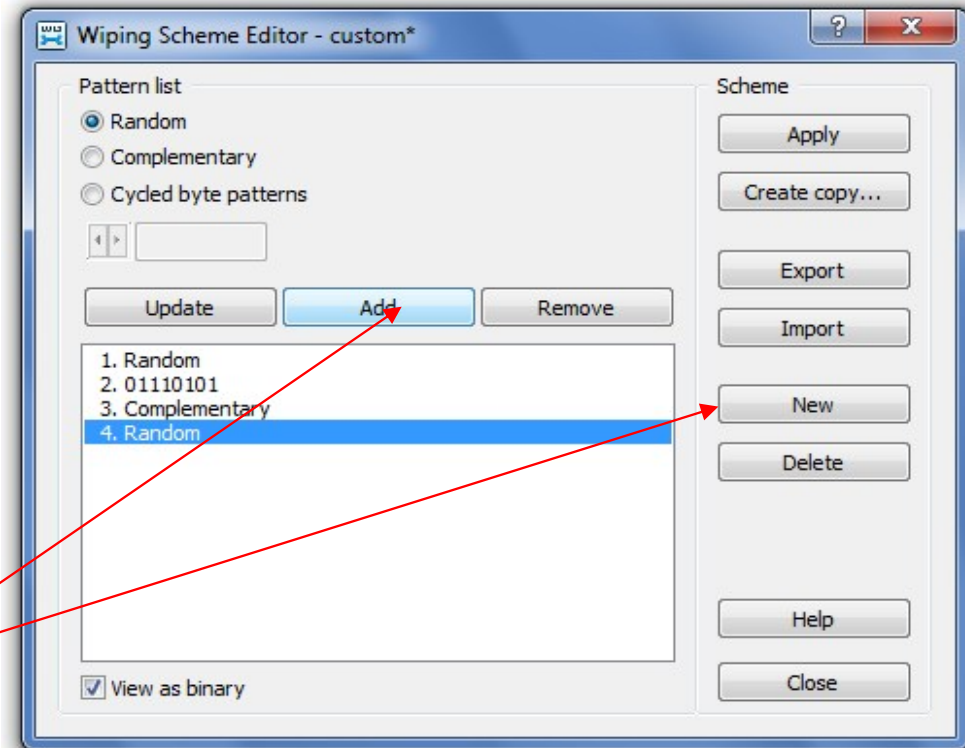 Wiping Scheme Editor - custom*
?
Pattern list
Random
Complementary
Cycled byte patterns
Update
Add
Remove
1. Random
2. 01110101
3. Complementary
4. Random
View as binary
Scheme
Apply
Create copy...
Export
Import
New
Delete
Help
Close